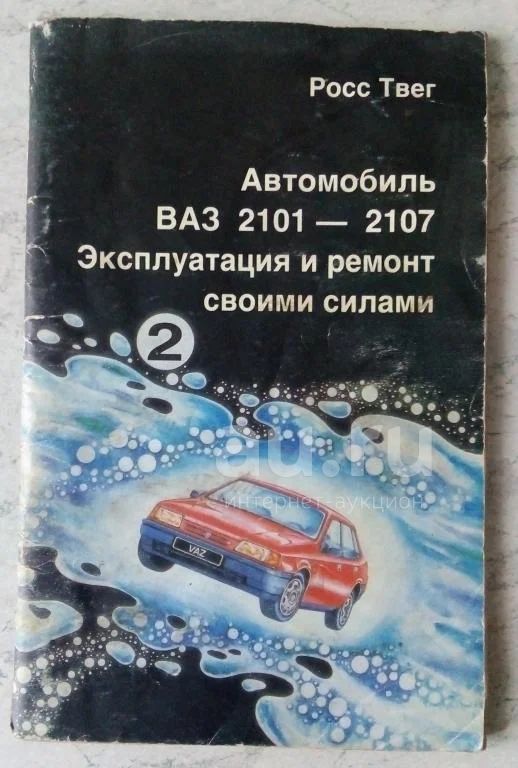 Росс Твег
Автомобиль
ВАЗ 2101 — 2107
Эксплуатация и ремонт
своими силами
2
au.ru
интернет-аукцион
VAZ